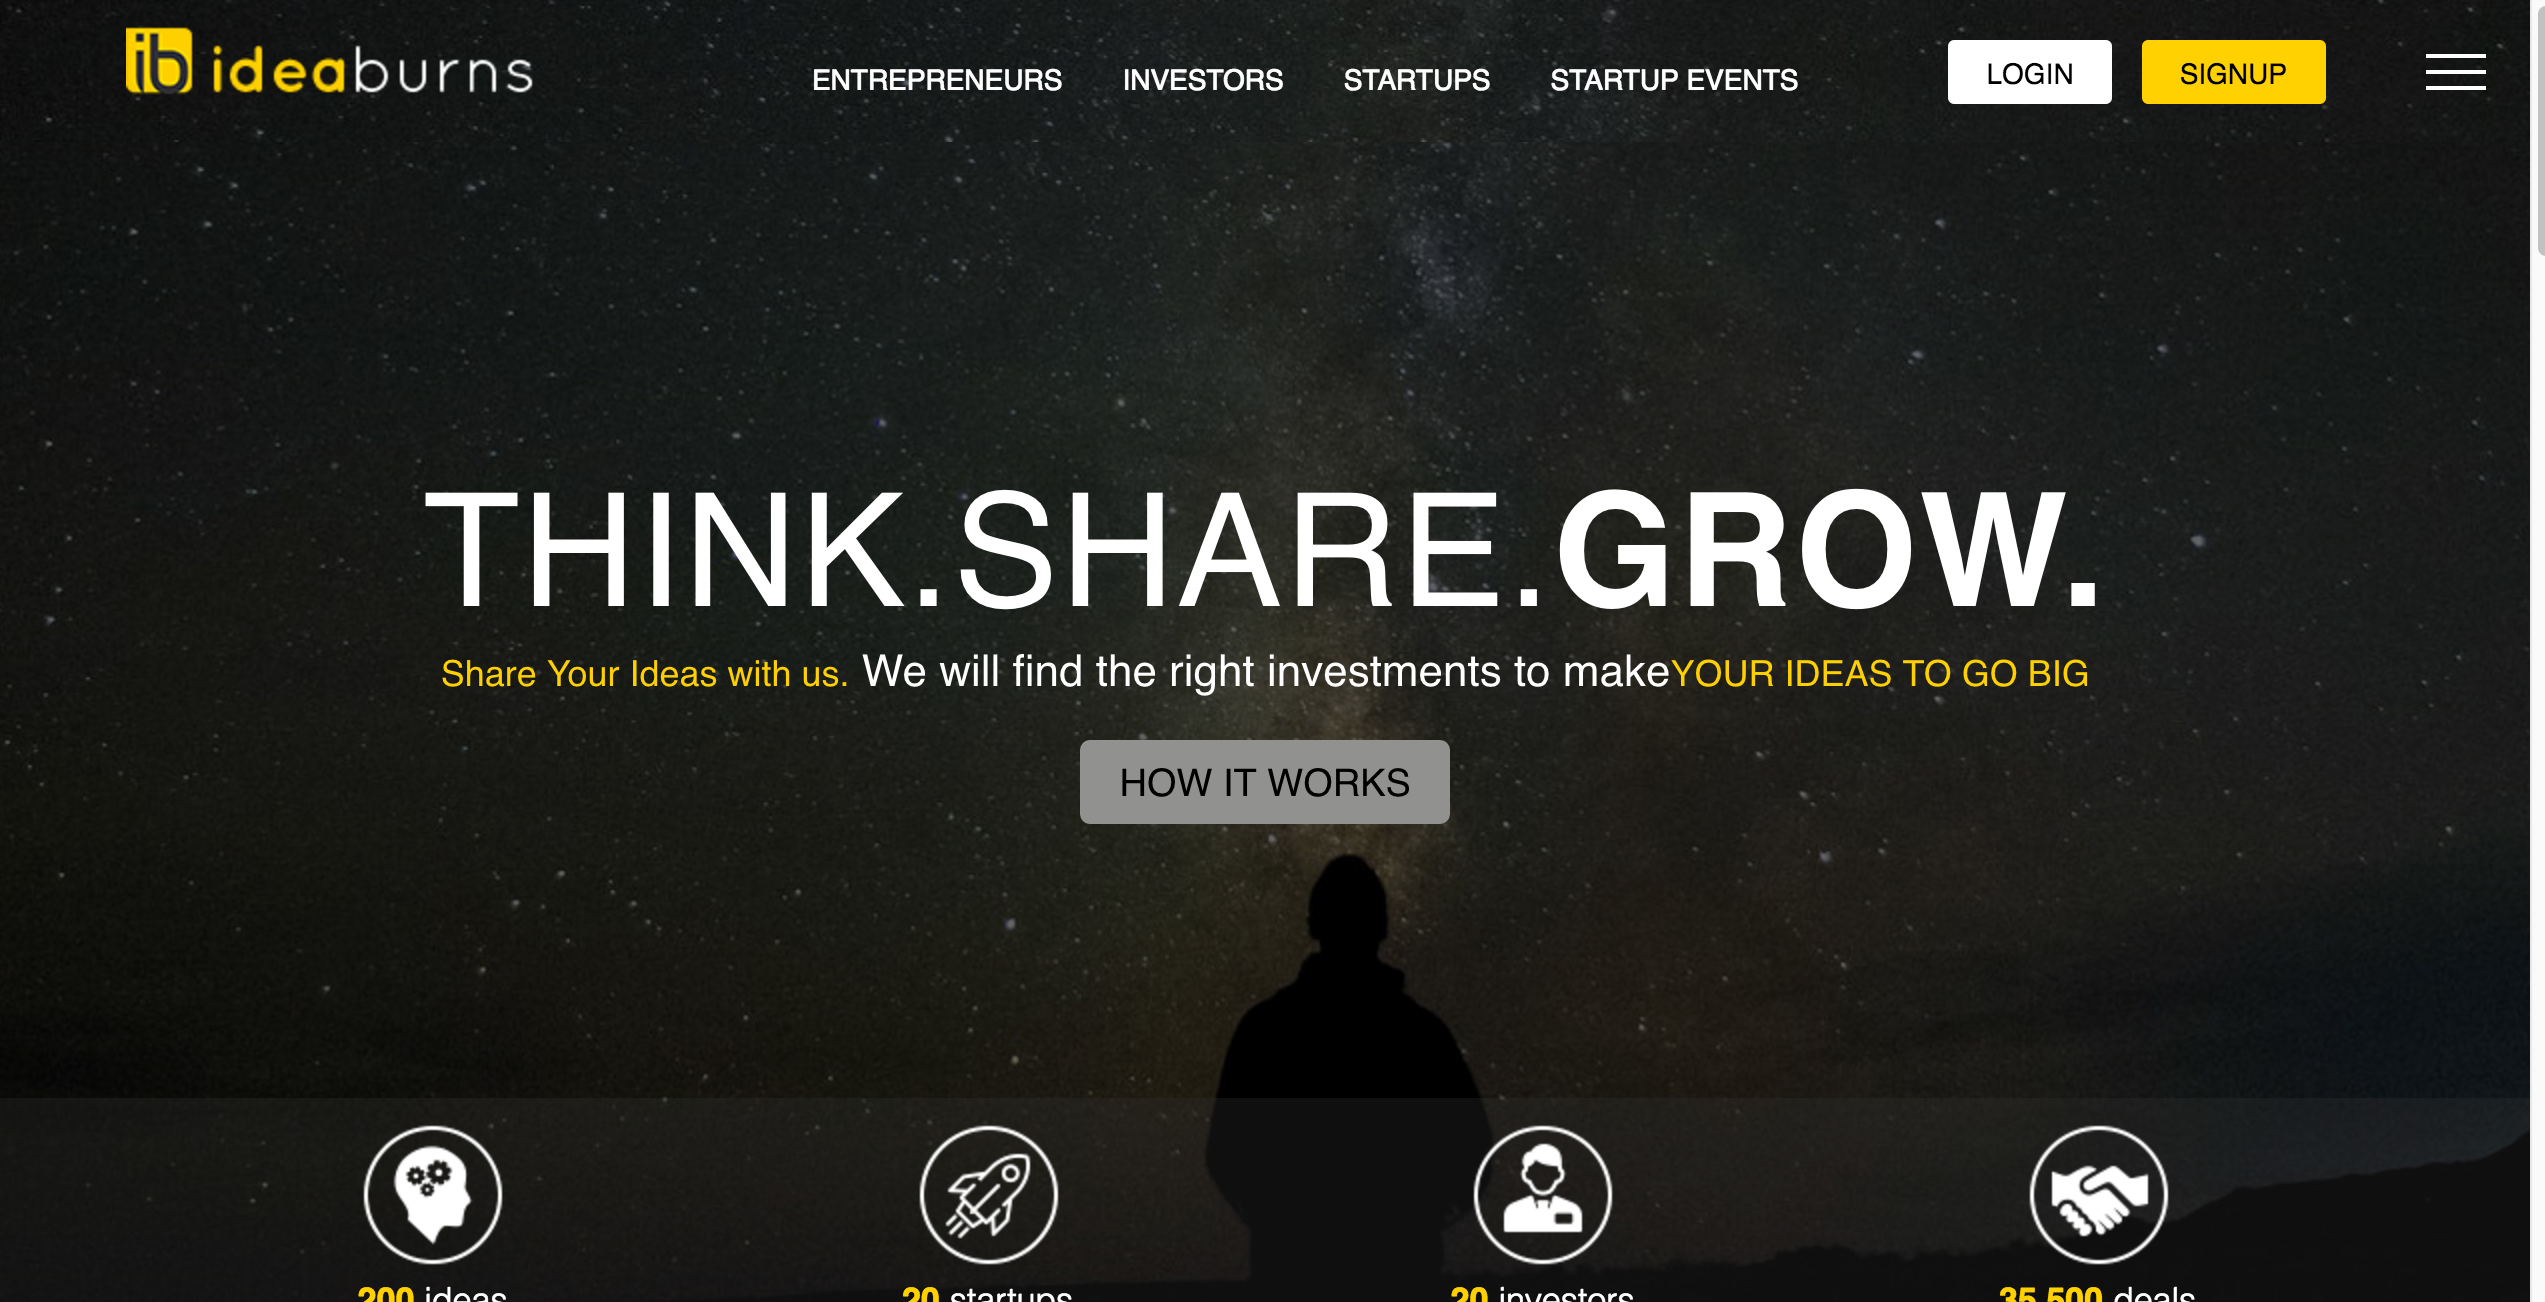 ib ideaburns
ENTREPRENEURS INVESTORS STARTUPS STARTUP EVENTS LOGIN SIGNUP
THINK.SHARE.GROW.
Share Your Ideas with us. We will find the right investments to makeYOUR IDEAS TO GO BIG
HOW IT WORKS
200 ideas 20 startups 20 investors 35,500 deals